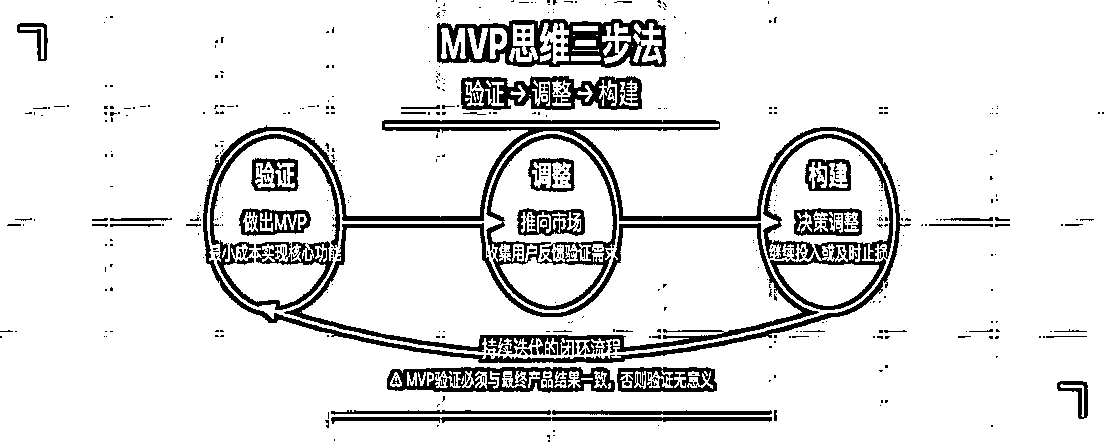 MVP思维三步法
验证→调整→构建
验证
做出MVP
最小成本实现核心功能
调整
推向市场
收集用户反馈验证需求
构建
决策调整
继续投入或及时止损
持续迭代的闭环流程
⚠ MVP验证必须与最终产品结果一致，否则验证无意义